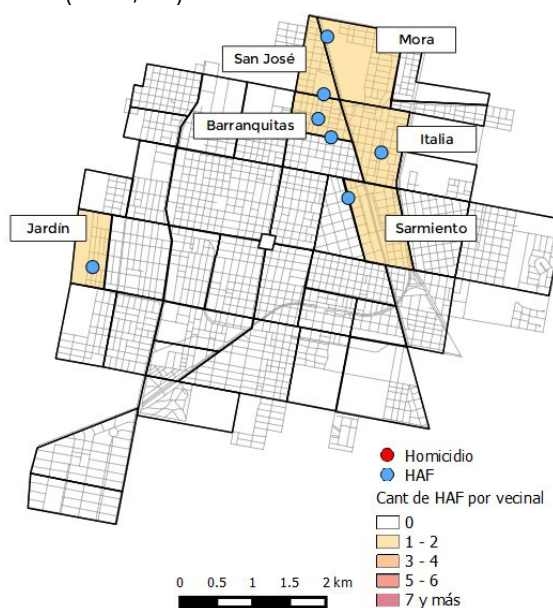 Mora
San José
Barranquitas
Italia
Jardín
Sarmiento
Homicidio
HAF
Cant de HAF por vecinal
0
1 - 2
3 - 4
5 - 6
7 y más
0 0.5 1 1.5 2 km